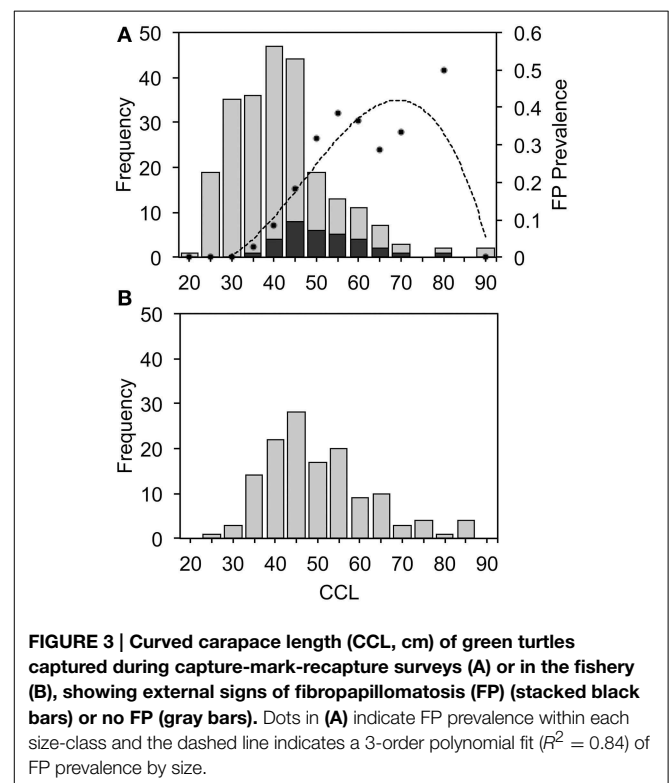 A
50
40
30
20
10
0
Frequency
0.6
0.5
0.4
0.3
0.2
0.1
0
FP Prevalence
20 30 40 50 60 70 80 90
B
50
40
30
20
10
0
Frequency
20 30 40 50 60 70 80 90
CCL
FIGURE 3 | Curved carapace length (CCL, cm) of green turtles
captured during capture-mark-recapture surveys (A) or in the fishery
(B), showing external signs of fibropapillomatosis (FP) (stacked black
bars) or no FP (gray bars). Dots in (A) indicate FP prevalence within each
size-class and the dashed line indicates a 3-order polynomial fit (R² = 0.84) of
FP prevalence by size.